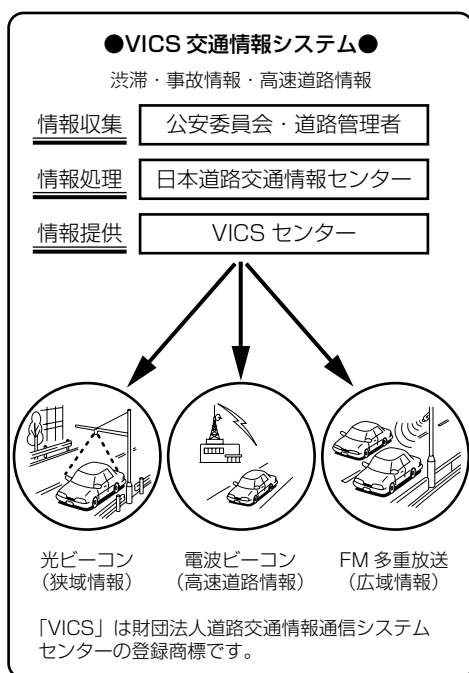 ●VICS 交通情報システム●
渋滞・事故情報・高速道路情報
情報収集 公安委員会・道路管理者
情報処理 日本道路交通情報センター
情報提供 VICS センター
光ビーコン 電波ビーコン FM 多重放送
（狭域情報） （高速道路情報） （広域情報）
「VICS」は財団法人道路交通情報通信システム
センターの登録商標です。